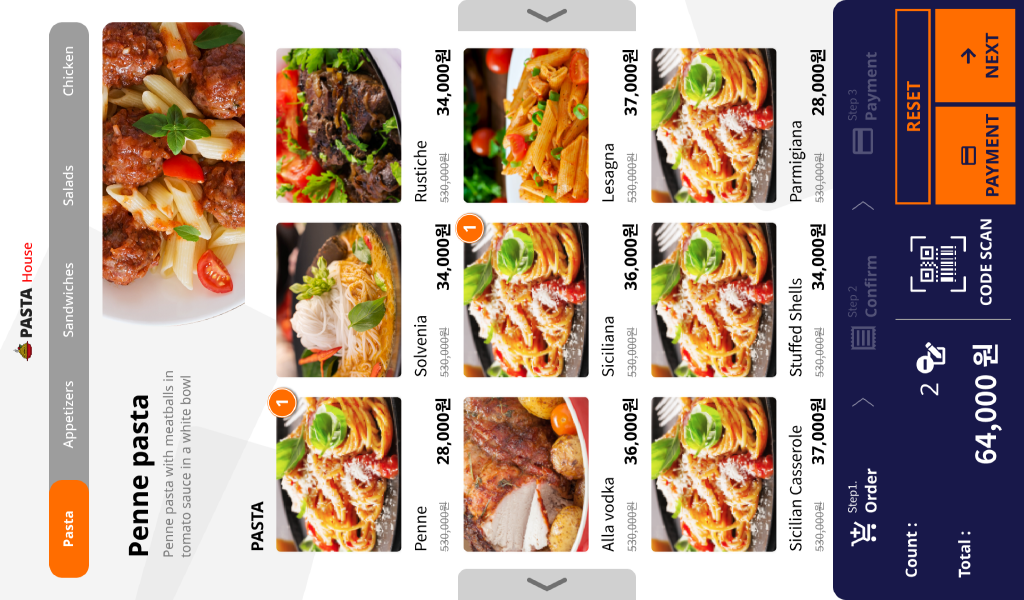 PASTA House
Pasta
Appetizers
Sandwiches
Salads
Chicken
Penne pasta
Penne pasta with meatballs in
tomato sauce in a white bowl
PASTA
1
Penne
530,000원
28,000원
Solvenia
530,000원
34,000원
Rustiche
530,000원
34,000원
1
Alla vodka
530,000원
36,000원
Siciliana
530,000원
36,000원
Lesagna
530,000원
37,000원
Sicilian Casserole
530,000원
37,000원
Stuffed Shells
530,000원
34,000원
Parmigiana
530,000원
28,000원
Step1.
Order
Step 2
Confirm
Step 3
Payment
Count :
2
Total :
64,000 원
CODE SCAN
RESET
PAYMENT
NEXT